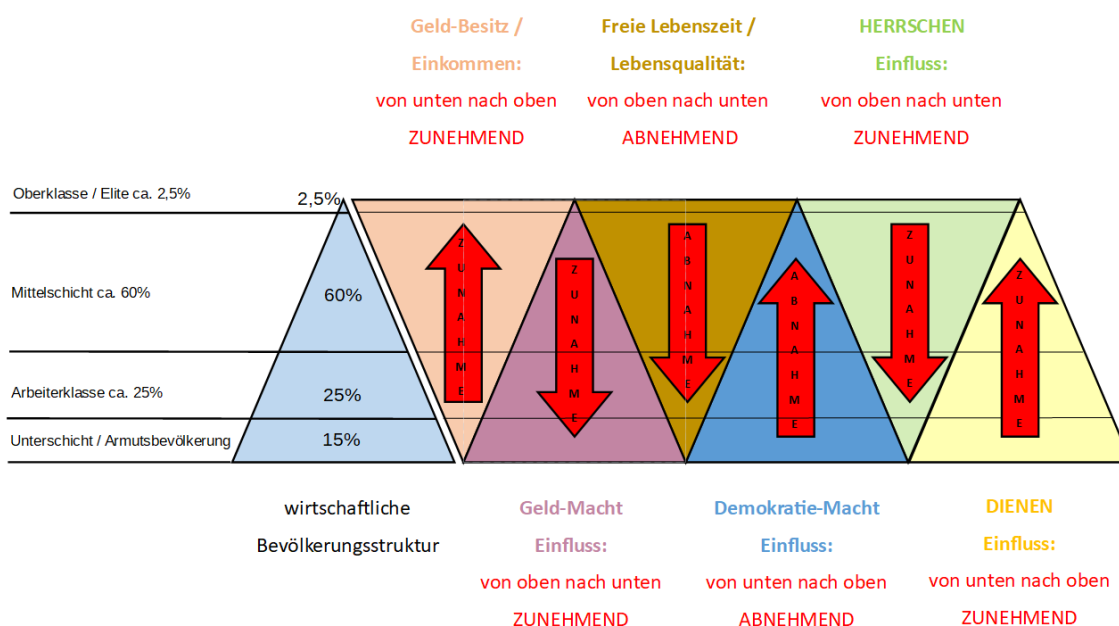 Geld-Besitz /
Einkommen:
von unten nach oben
ZUNEHMEND
Freie Lebenszeit /
Lebensqualität:
von oben nach unten
ABNEHMEND
HERRSCHEN
Einfluss:
von oben nach unten
ZUNEHMEND
Oberklasse / Elite ca. 2,5%
2,5%
Mittelschicht ca. 60%
60%
Arbeiterklasse ca. 25%
25%
Unterschicht / Armutsbevölkerung
15%
ZUNAHME
ZUNAHME
ABNAHME
ABNAHME
ZUNAHME
ZUNAHME
wirtschaftliche
Bevölkerungsstruktur
Geld-Macht
Einfluss:
von oben nach unten
ZUNEHMEND
Demokratie-Macht
Einfluss:
von unten nach oben
ABNEHMEND
DIENEN
Einfluss:
von unten nach oben
ZUNEHMEND